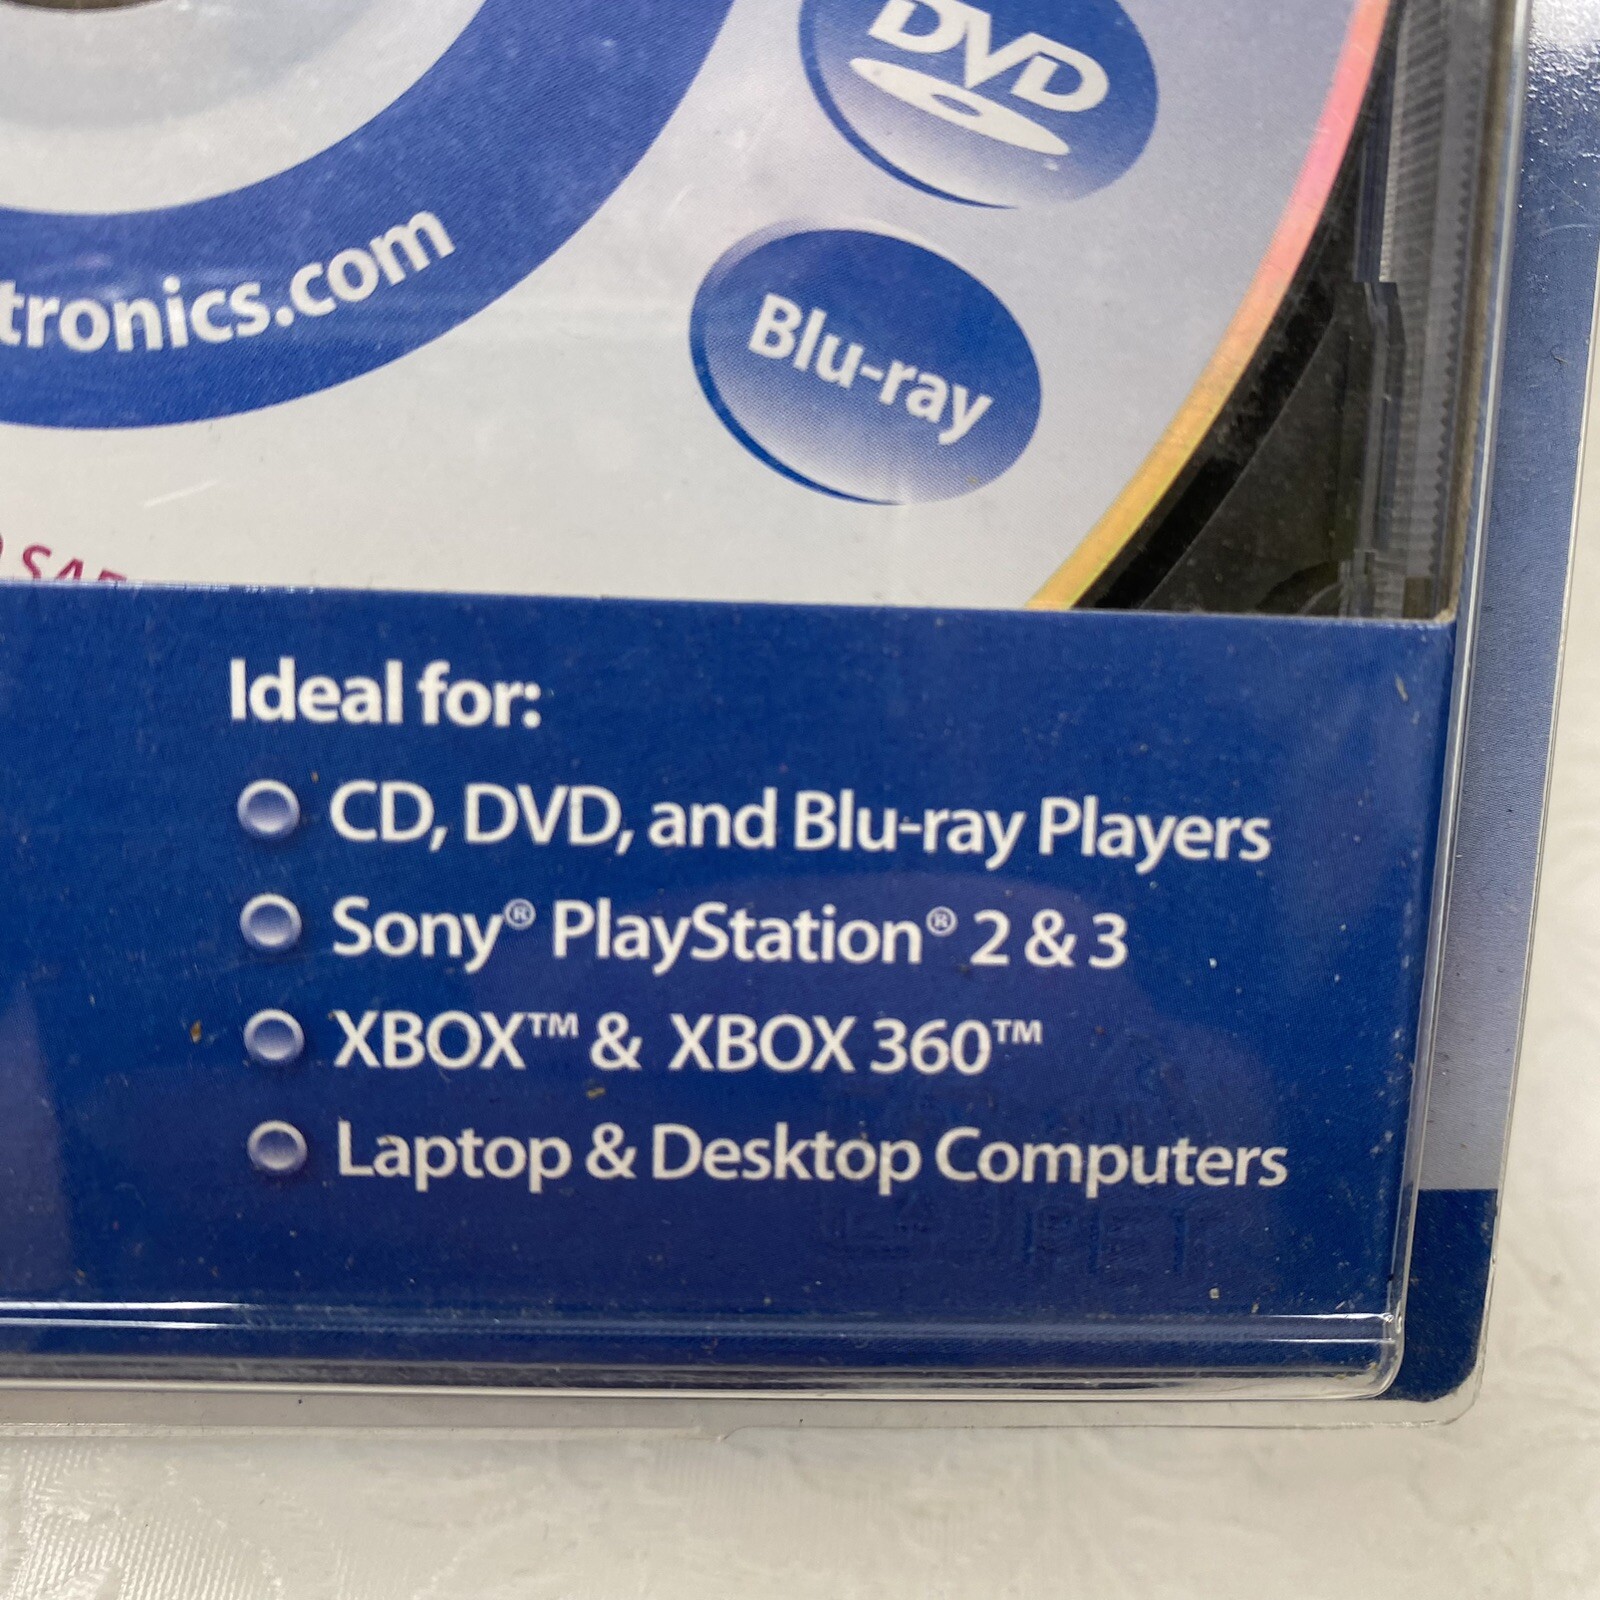 DVD
Blu-ray
tronics.com
Ideal for:
CD, DVD, and Blu-ray Players
Sony® PlayStation® 2 & 3
XBOX™ & XBOX 360™
Laptop & Desktop Computers
PET